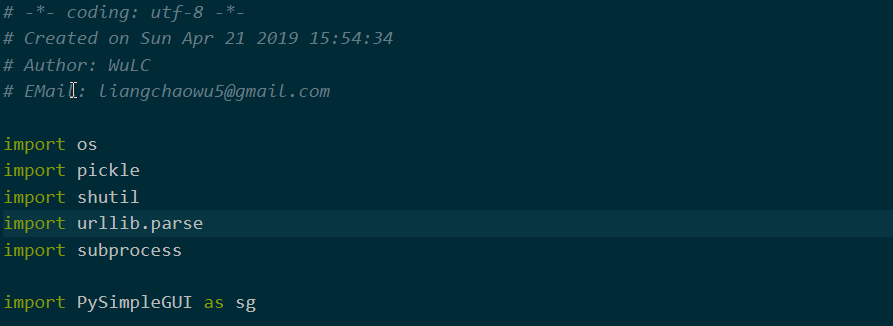 # -*- coding: utf-8 -*-
# Created on Sun Apr 21 2019 15:54:34
# Author: WuLC
# EMail: liangchaowu5@gmail.com
import os
import pickle
import shutil
import urllib.parse
import subprocess
import PySimpleGUI as sg